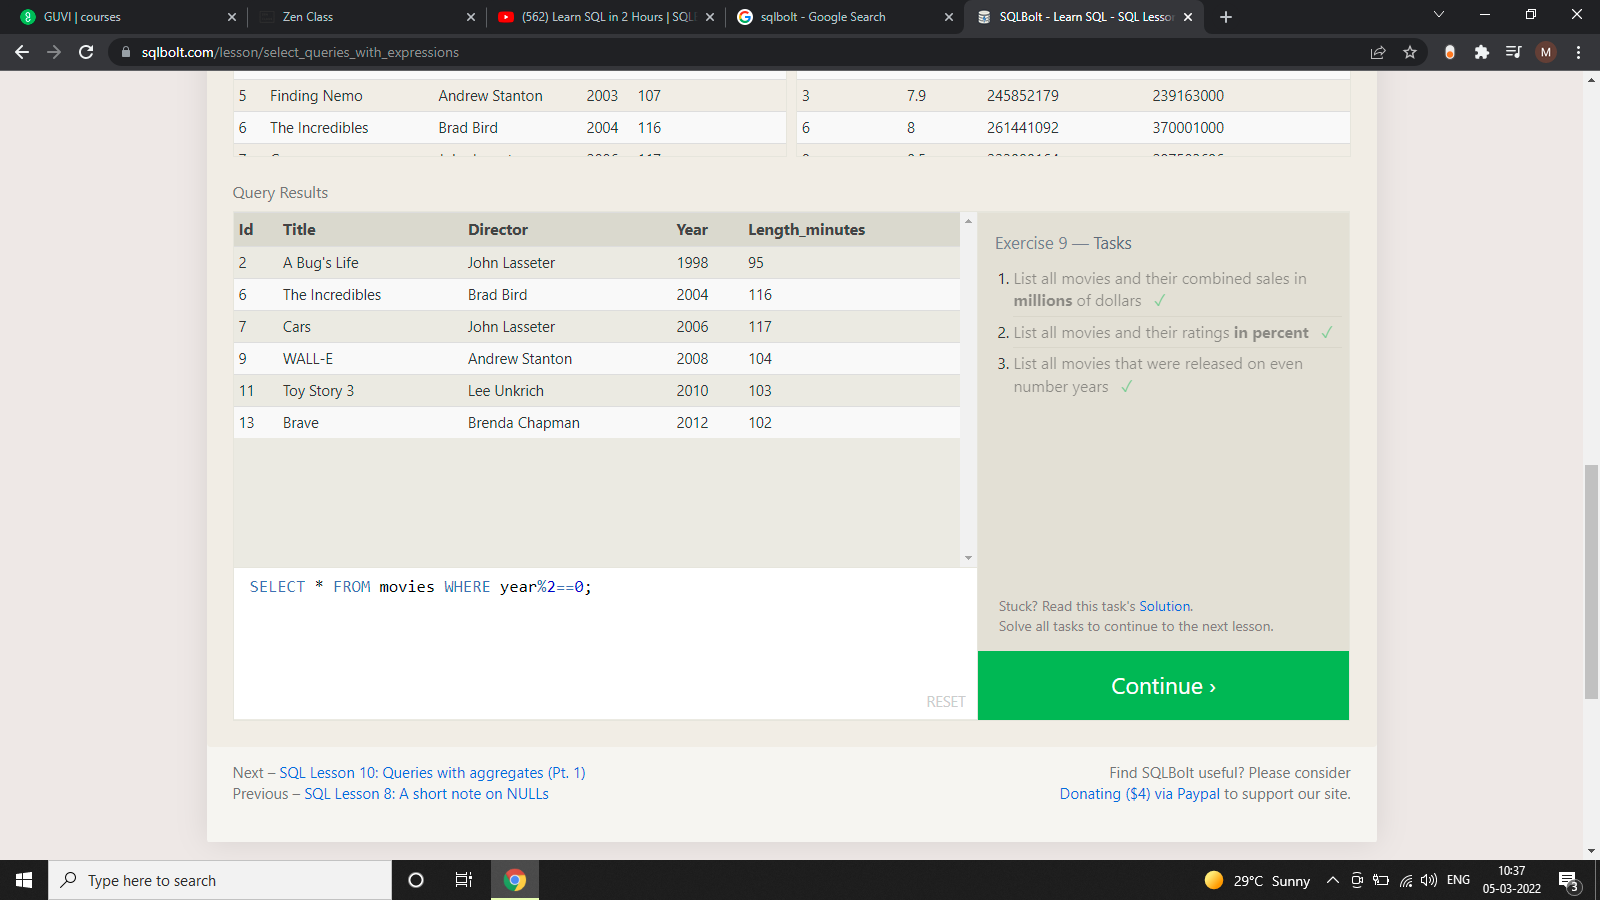 GUVI | courses
Zen Class
(562) Learn SQL in 2 Hours | SQL
sqlbolt - Google Search
SQLBolt - Learn SQL - SQL Lesso
sqlbolt.com/lesson/select_queries_with_expressions
M
5 Finding Nemo Andrew Stanton 2003 107
3 7.9 245852179 239163000
6 The Incredibles Brad Bird 2004 116
6 8 261441092 370001000
Query Results
Id Title Director Year Length_minutes
2 A Bug's Life John Lasseter 1998 95
6 The Incredibles Brad Bird 2004 116
7 Cars John Lasseter 2006 117
9 WALL-E Andrew Stanton 2008 104
11 Toy Story 3 Lee Unkrich 2010 103
13 Brave Brenda Chapman 2012 102
SELECT * FROM movies WHERE year%2==0;
RESET
Exercise 9 — Tasks
1. List all movies and their combined sales in
millions of dollars ✓
2. List all movies and their ratings in percent ✓
3. List all movies that were released on even
number years ✓
Stuck? Read this task's Solution.
Solve all tasks to continue to the next lesson.
Continue ›
Next – SQL Lesson 10: Queries with aggregates (Pt. 1)
Previous – SQL Lesson 8: A short note on NULLs
Find SQLBolt useful? Please consider
Donating ($4) via Paypal to support our site.
Type here to search
29°C Sunny
ENG
10:37
05-03-2022
3